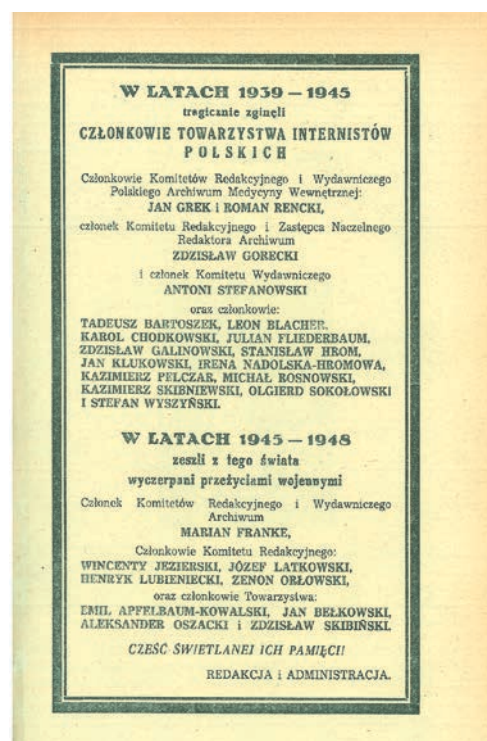 W LATACH 1939 — 1945
tragicznie zginęli
CZŁONKOWIE TOWARZYSTWA INTERNISTÓW
POLSKICH
Członkowie Komitetów Redakcyjnego i Wydawniczego
Polskiego Archiwum Medycyny Wewnętrznej:
JAN GREK i ROMAN RENCKI,
członek Komitetu Redakcyjnego i Zastępca Naczelnego
Redaktora Archiwum
ZDZISŁAW GORECKI
i członek Komitetu Wydawniczego
ANTONI STEFANOWSKI
oraz członkowie:
TADEUSZ BARTOSZEK, LEON BLACHER,
KAROL CHODKOWSKI, JULIAN FLIEDERBAUM,
ZDZISŁAW GALINOWSKI, STANISŁAW HROM,
JAN KLUKOWSKI, IRENA NADOLSKA-HROMOWA,
KAZIMIERZ PELCZAR, MICHAŁ ROSNOWSKI,
KAZIMIERZ SKIBNIEWSKI, OLGIERD SOKOŁOWSKI
I STEFAN WYSZYŃSKI.
W LATACH 1945 — 1948
zeszli z tego świata
wyczerpani przeżyciami wojennymi
Członek Komitetów Redakcyjnego i Wydawniczego
Archiwum
MARIAN FRANKE,
Członkowie Komitetu Redakcyjnego:
WINCENTY JEZIERSKI, JÓZEF LATKOWSKI,
HENRYK LUBIENIECKI, ZENON ORŁOWSKI,
oraz członkowie Towarzystwa:
EMIL APFELBAUM-KOWALSKI, JAN BEŁKOWSKI,
ALEKSANDER OSZACKI i ZDZISŁAW SKIBIŃSKI.
CZEŚĆ ŚWIETLANEJ ICH PAMIĘCI!
REDAKCJA i ADMINISTRACJA.